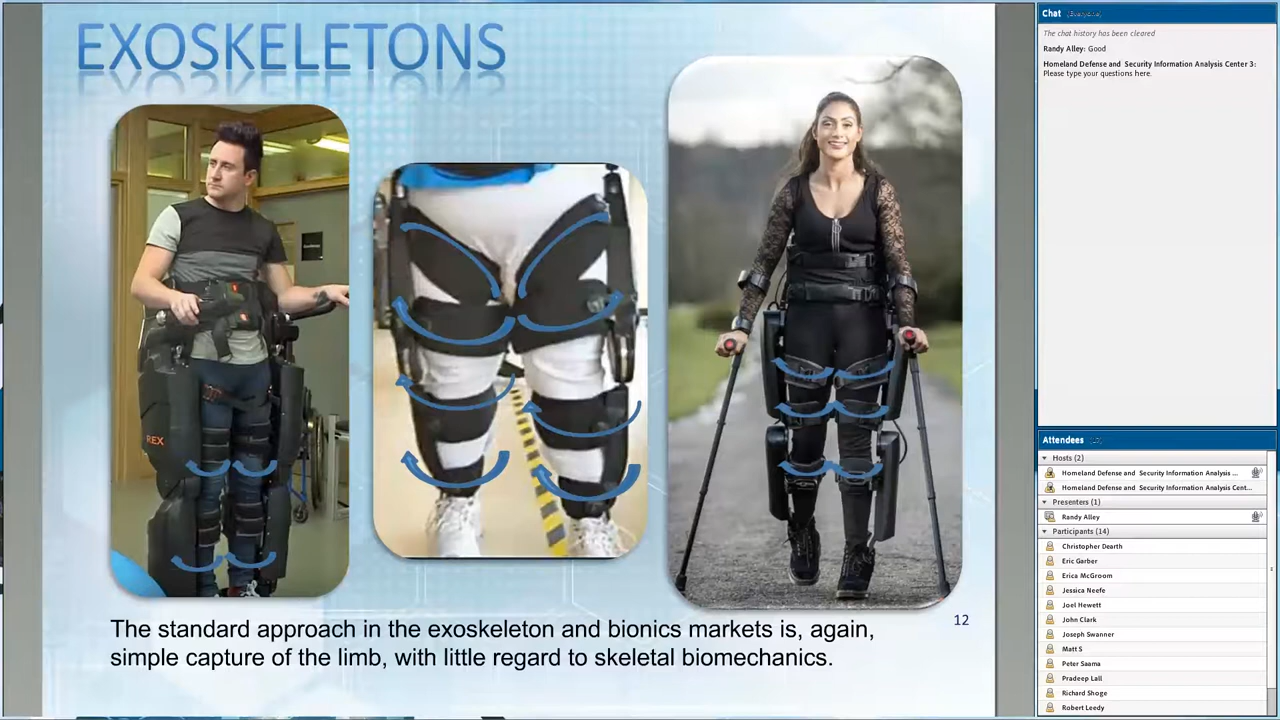 EXOSKELETONS
REX
The standard approach in the exoskeleton and bionics markets is, again,
simple capture of the limb, with little regard to skeletal biomechanics.
12
Chat (Everyone)
The chat history has been cleared
Randy Alley: Good
Homeland Defense and Security Information Analysis Center 3:
Please type your questions here.
Attendees
Hosts (2)
Homeland Defense and Security Information Analysis ...
Homeland Defense and Security Information Analysis Cent...
Presenters (1)
Randy Alley
Participants (14)
Christopher Dearth
Eric Garber
Erica McGroom
Jessica Neefe
Joel Hewett
John Clark
Joseph Swanner
Matt S
Peter Saama
Pradeep Lall
Richard Shoge
Robert Leedy